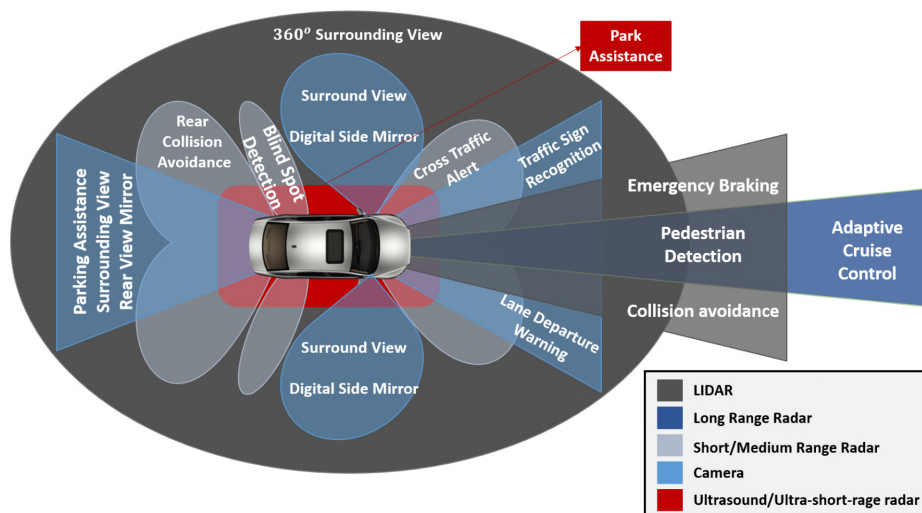 360º Surrounding View
Park
Assistance
Surround View
Digital Side Mirror
Rear
Collision
Avoidance
Blind Spot
Detection
Cross Traffic
Alert
Traffic Sign
Recognition
Parking Assistance
Surrounding View
Rear View Mirror
Emergency Braking
Pedestrian
Detection
Adaptive
Cruise
Control
Collision avoidance
Lane Departure
Warning
Surround View
Digital Side Mirror
LIDAR
Long Range Radar
Short/Medium Range Radar
Camera
Ultrasound/Ultra-short-rage radar